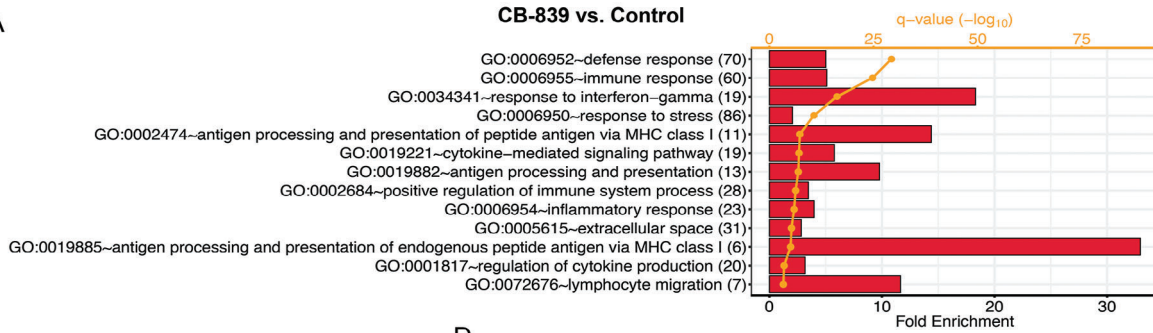 CB-839 vs. Control
q-value (−log10)
0 25 50 75
GO:0006952~defense response (70)
GO:0006955~immune response (60)
GO:0034341~response to interferon−gamma (19)
GO:0006950~response to stress (86)
GO:0002474~antigen processing and presentation of peptide antigen via MHC class I (11)
GO:0019221~cytokine−mediated signaling pathway (19)
GO:0019882~antigen processing and presentation (13)
GO:0002684~positive regulation of immune system process (28)
GO:0006954~inflammatory response (23)
GO:0005615~extracellular space (31)
GO:0019885~antigen processing and presentation of endogenous peptide antigen via MHC class I (6)
GO:0001817~regulation of cytokine production (20)
GO:0072676~lymphocyte migration (7)
0 10 20 30
Fold Enrichment